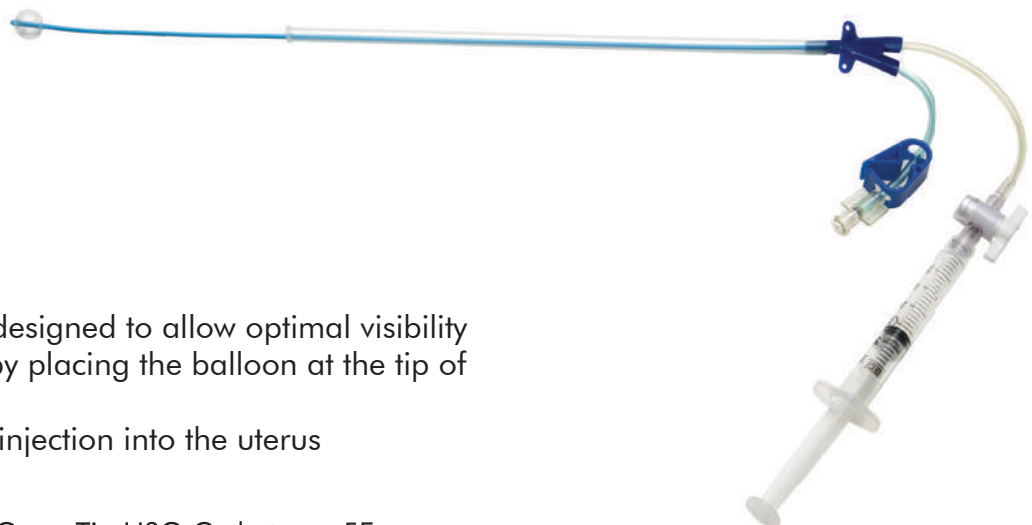 designed to allow optimal visibility
by placing the balloon at the tip of
injection into the uterus